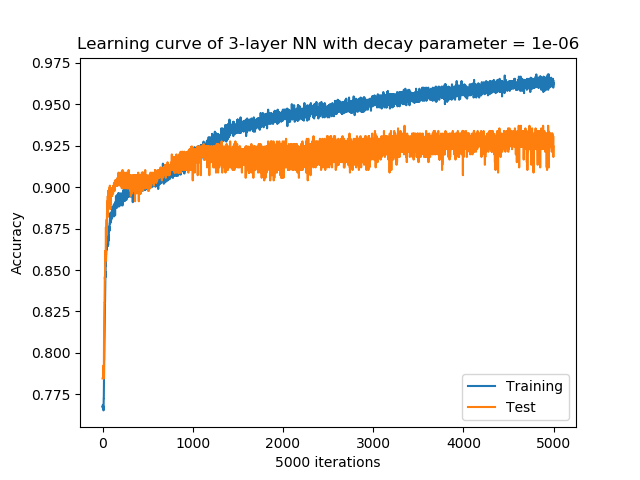 Learning curve of 3-layer NN with decay parameter = 1e-06
0.975
0.950
0.925
0.900
0.875
0.850
0.825
0.800
0.775
Accuracy
0 1000 2000 3000 4000 5000
5000 iterations
Training
Test